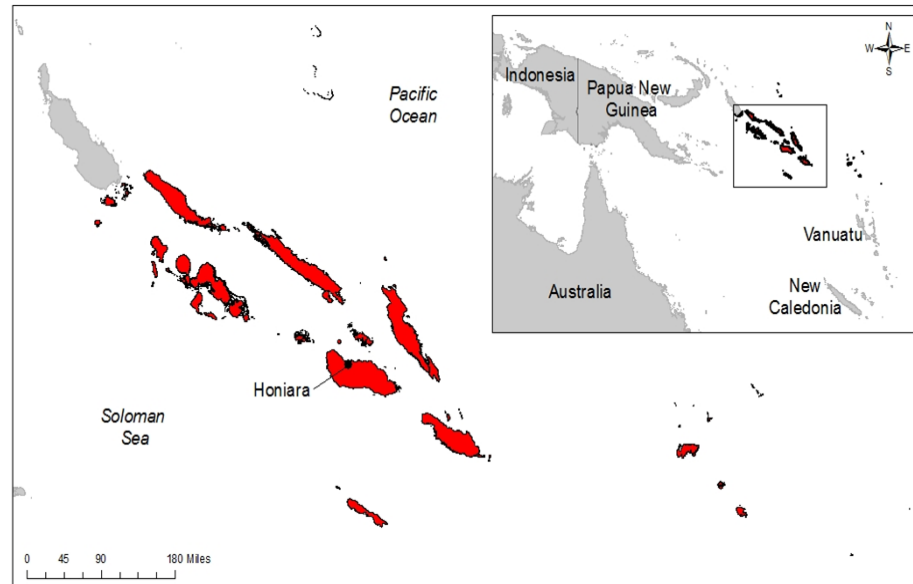 Pacific
Ocean
Honiara
Soloman
Sea
0 45 90 180 Miles
N
W E
S
Indonesia
Papua New
Guinea
Vanuatu
New
Caledonia
Australia